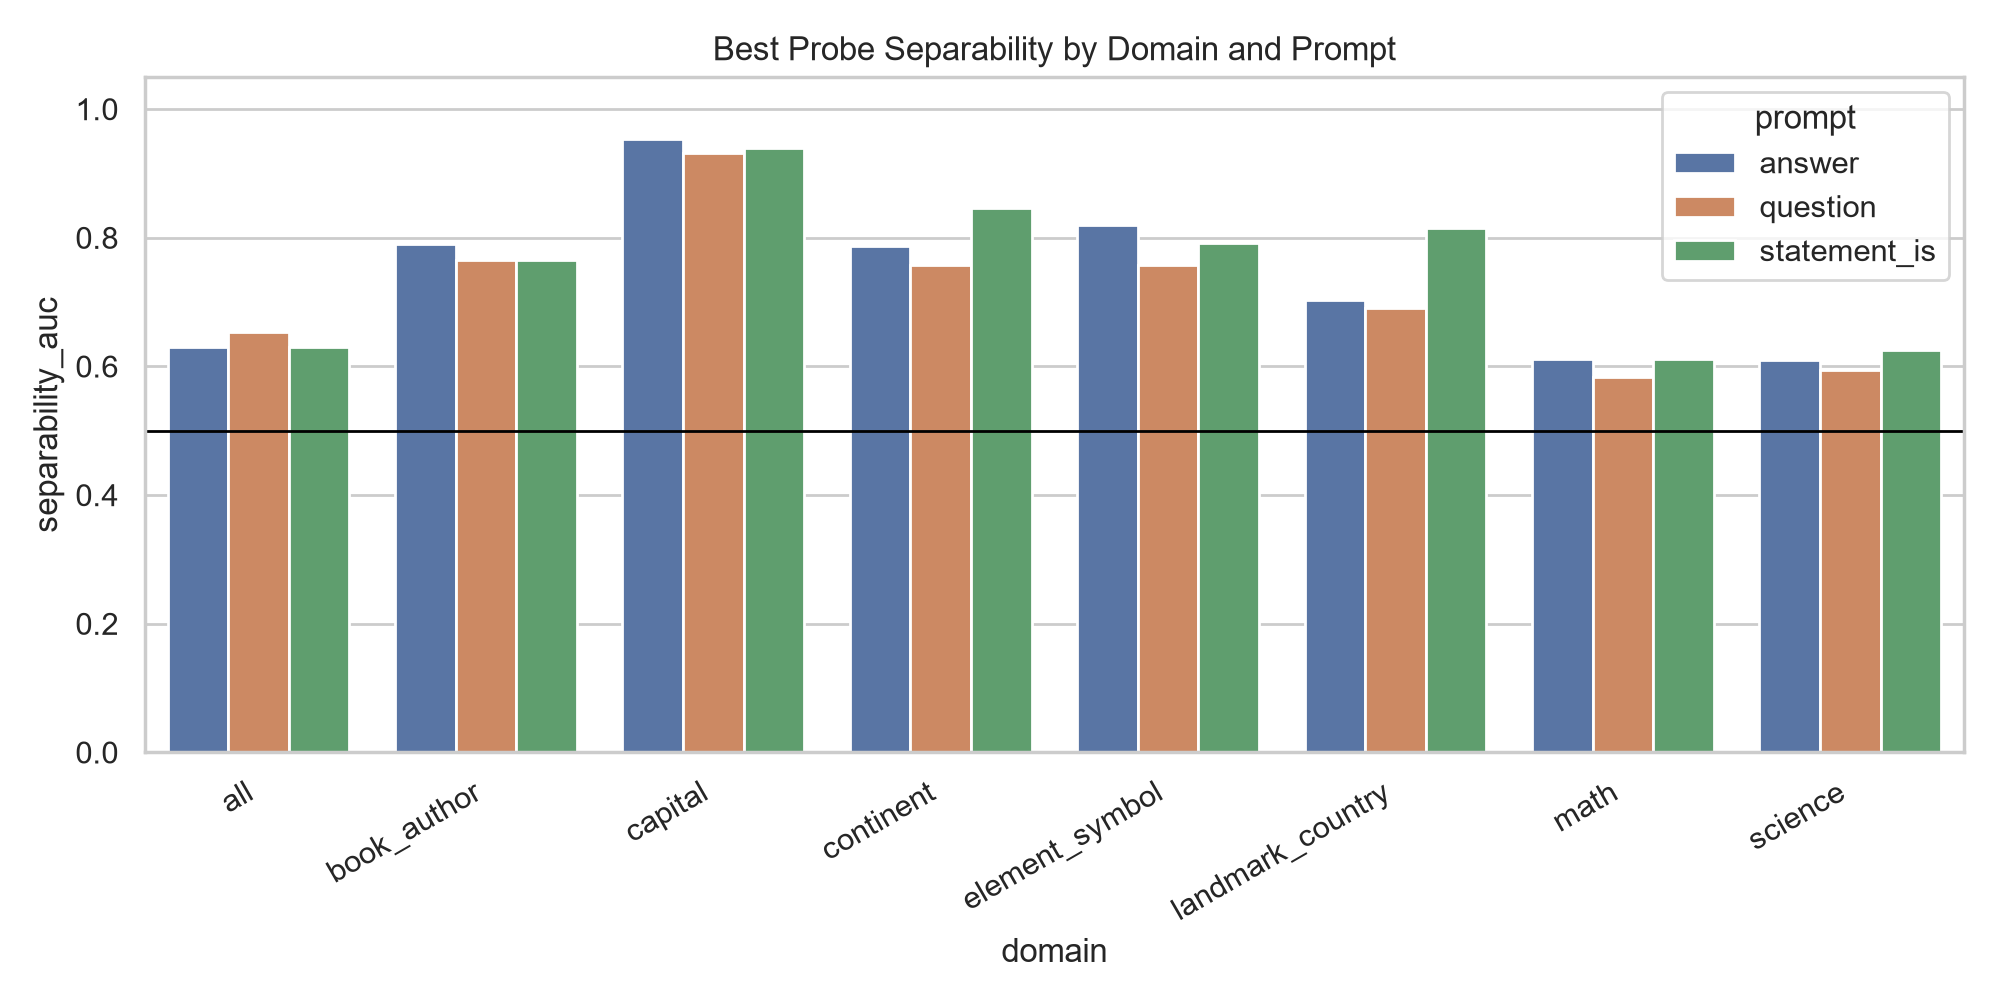 Best Probe Separability by Domain and Prompt
separability_auc
1.0
0.8
0.6
0.4
0.2
0.0
prompt
answer
question
statement_is
all
book_author
capital
continent
element_symbol
landmark_country
math
science
domain